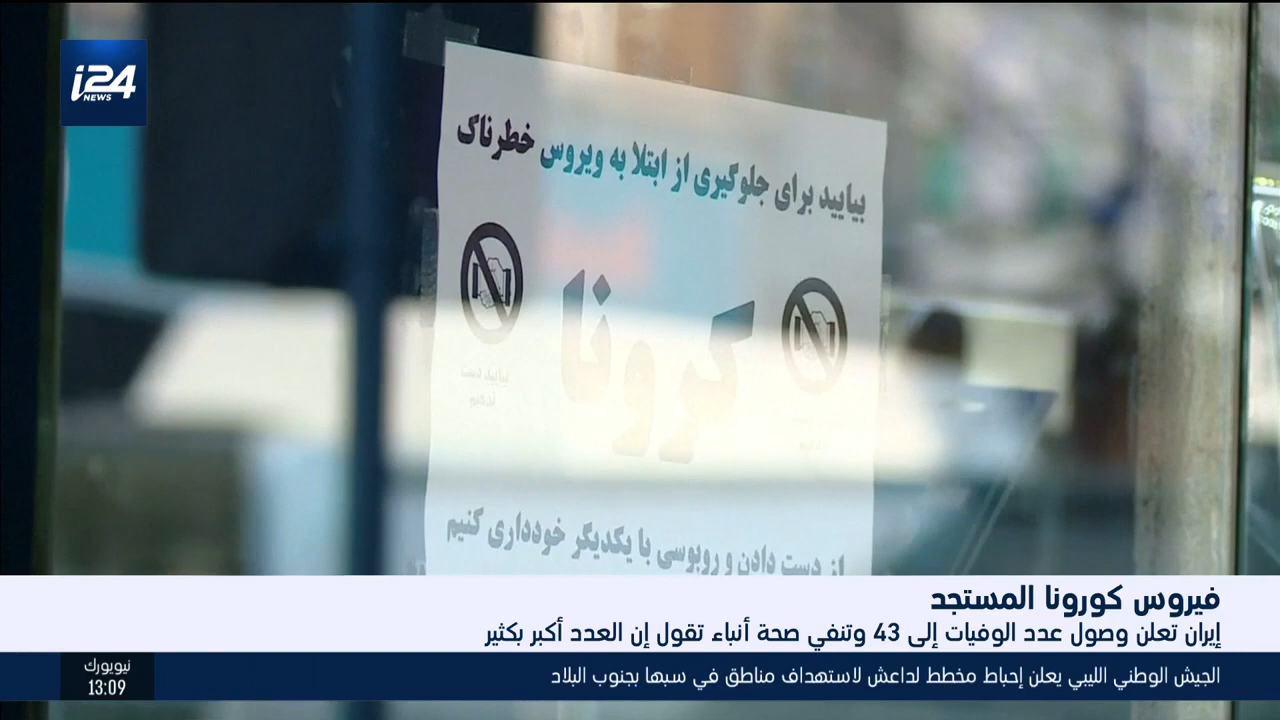 i24
NEWS
بیایید برای جلوگیری از ابتلا به ویروس خطرناک
کرونا
بیایید دست
از دست دادن و روبوسی با یکدیگر خودداری کنیم
فيروس كورونا المستجد
إيران تعلن وصول عدد الوفيات إلى 43 وتنفي صحة أنباء تقول إن العدد أكبر بكثير
الجيش الوطني الليبي يعلن إحباط مخطط لداعش لاستهداف مناطق في سبها بجنوب البلاد
نيويورك
13:09